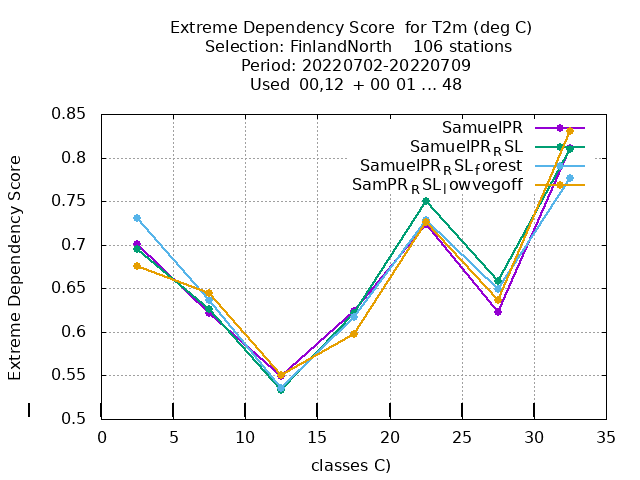 Extreme Dependency Score for T2m (deg C)
Selection: FinlandNorth 106 stations
Period: 20220702-20220709
Used 00,12 + 00 01 ... 48
SamuelPR
SamuelPR_RSL
SamuelPR_RSL_forest
SamPR_RSL_lowvegoff
Extreme Dependency Score
0.85
0.8
0.75
0.7
0.65
0.6
0.55
0.5
0 5 10 15 20 25 30 35
classes C)